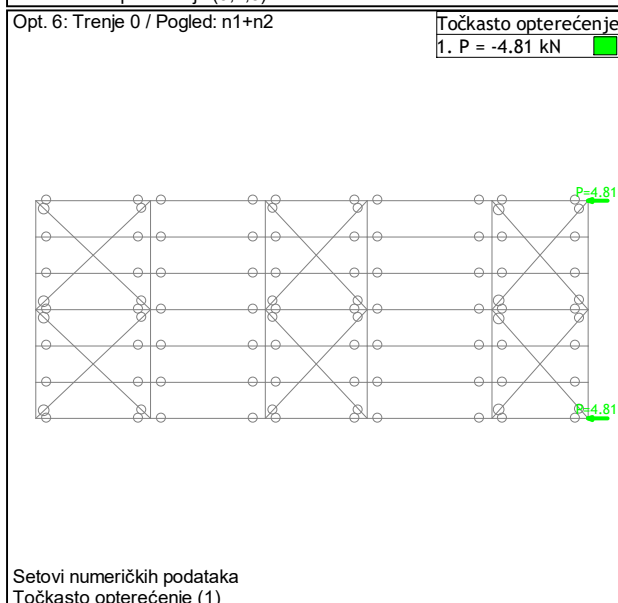 Opt. 6: Trenje 0 / Pogled: n1+n2
Točkasto opterećenje
1. P = -4.81 kN
P=4.81
P=4.81
Setovi numeričkih podataka
Točkasto opterećenje (1)